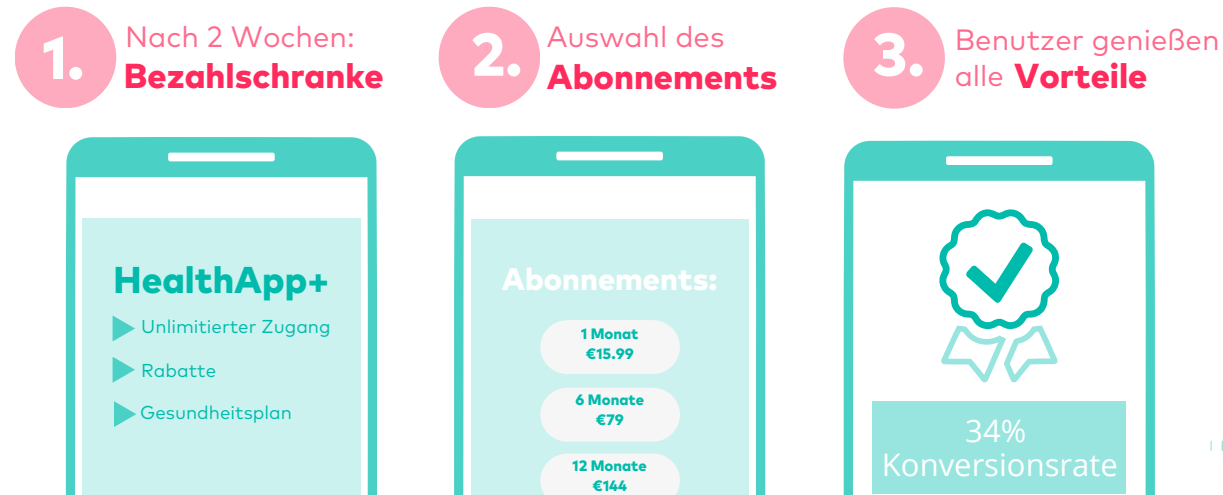 1.
Nach 2 Wochen:
Bezahlschranke
2.
Auswahl des
Abonnements
3.
Benutzer genießen
alle Vorteile
HealthApp+
Unlimitierter Zugang
Rabatte
Gesundheitsplan
Abonnements:
1 Monat
€15.99
6 Monate
€79
12 Monate
€144
34%
Konversionsrate